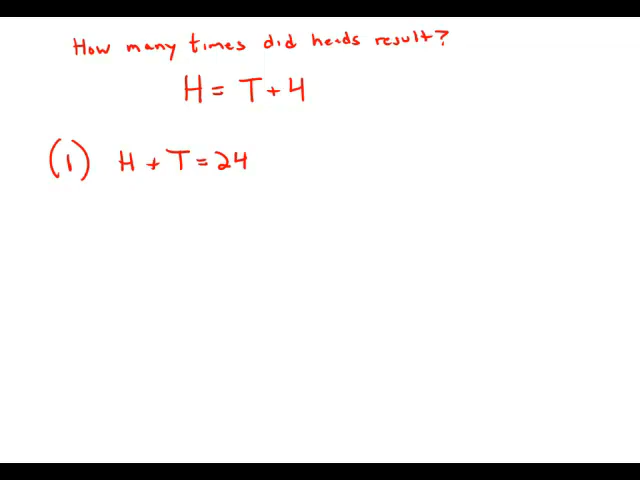 How many times did heads result?
H = T + 4
(1) H + T = 24